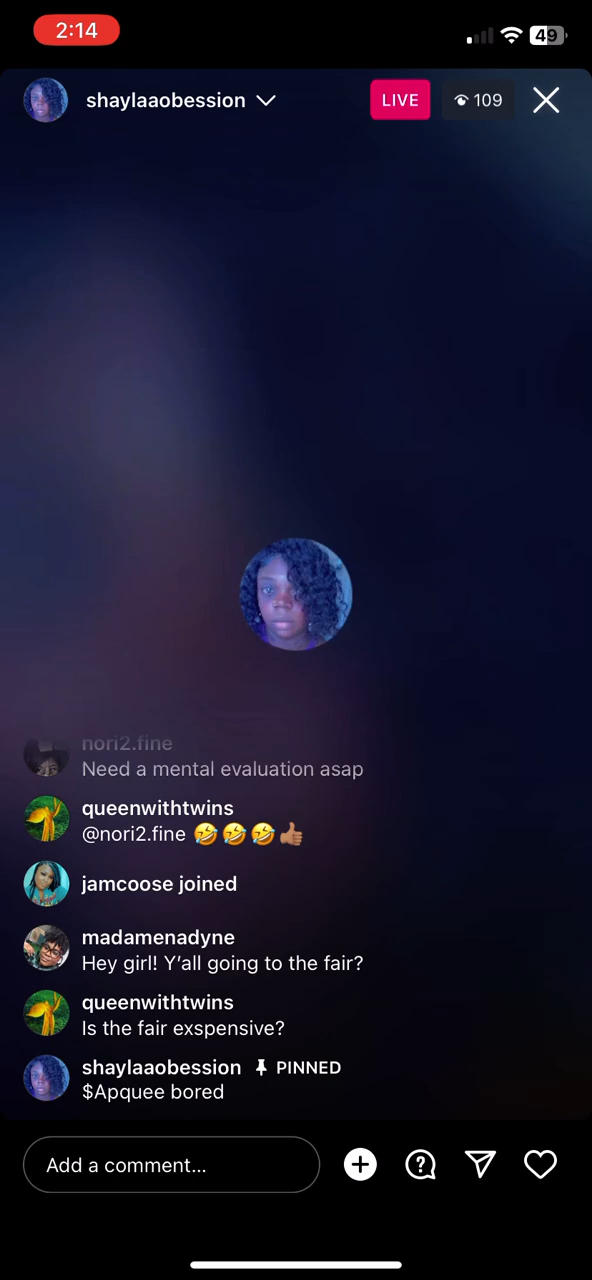 2:14
49
shaylaaobession
LIVE
109
nori2.fine
Need a mental evaluation asap
queenwithtwins
@nori2.fine 🤣🤣🤣👍🏽
jamcoose joined
madamenadyne
Hey girl! Y’all going to the fair?
queenwithtwins
Is the fair exspensive?
shaylaaobession PINNED
$Apquee bored
Add a comment...